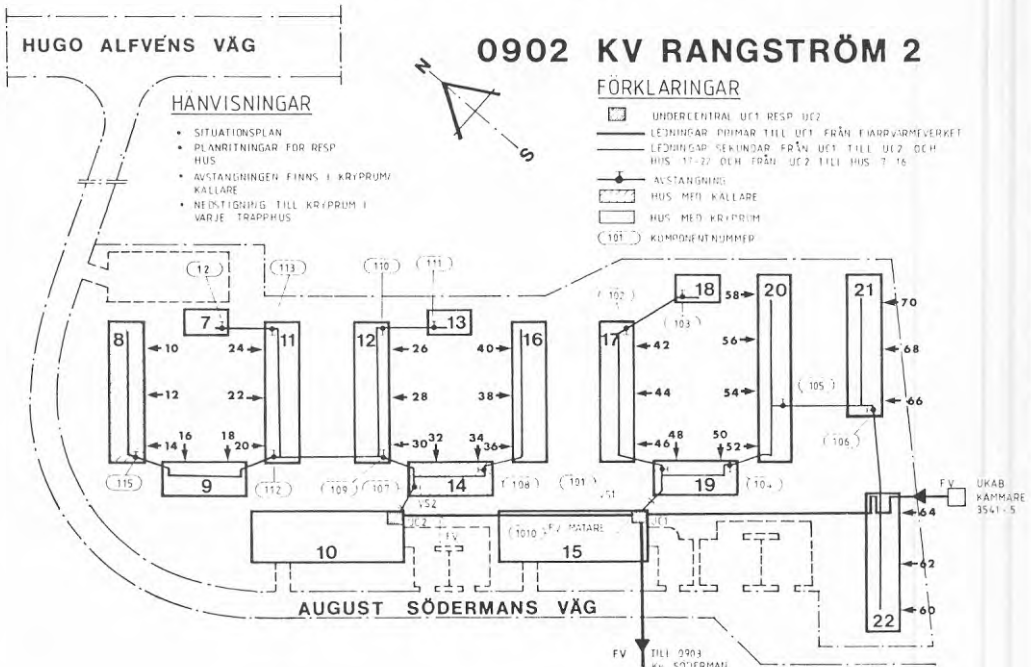 HUGO ALFVÉNS VÄG
0902 KV RANGSTRÖM 2
HÄNVISNINGAR
• SITUATIONSPLAN
• PLANRITNINGAR FÖR RESP
HUS
• AVSTÄNGNINGEN FINNS I KRYPRUM/
KÄLLARE
• NEDSTIGNING TILL KRYPRUM I
VARJE TRAPPHUS
N
S
FÖRKLARINGAR
UNDERCENTRAL UC1 RESP UC2
LEDNINGAR PRIMÄR TILL UC1 FRÅN FJÄRRVÄRMEVERKET
LEDNINGAR SEKUNDÄR FRÅN UC1 TILL UC2 OCH
HUS 17-22 OCH FRÅN UC2 TILL HUS 7-16
AVSTÄNGNING
HUS MED KÄLLARE
HUS MED KRYPRUM
(101) KOMPONENTNUMMER
(12) (113) (110) (111) (102) (103)
7 8 11 12 13 16 17 18 20 21
10 24 26 40 42 58 70
12 22 28 38 44 56 68
54 (105) 66
14 16 18 20 30 32 34 36 46 48 50 52 (106)
9 14 19
(115) (112) (109) (107) (108) (101) (104)
VS2 VS1
FV UKAB
KAMMARE
3541-5
64
UC2 UC1
10 FV (1010) FV MÄTARE 15
62
60
22
AUGUST SÖDERMANS VÄG
FV TILL 0903
KV SÖDERMAN